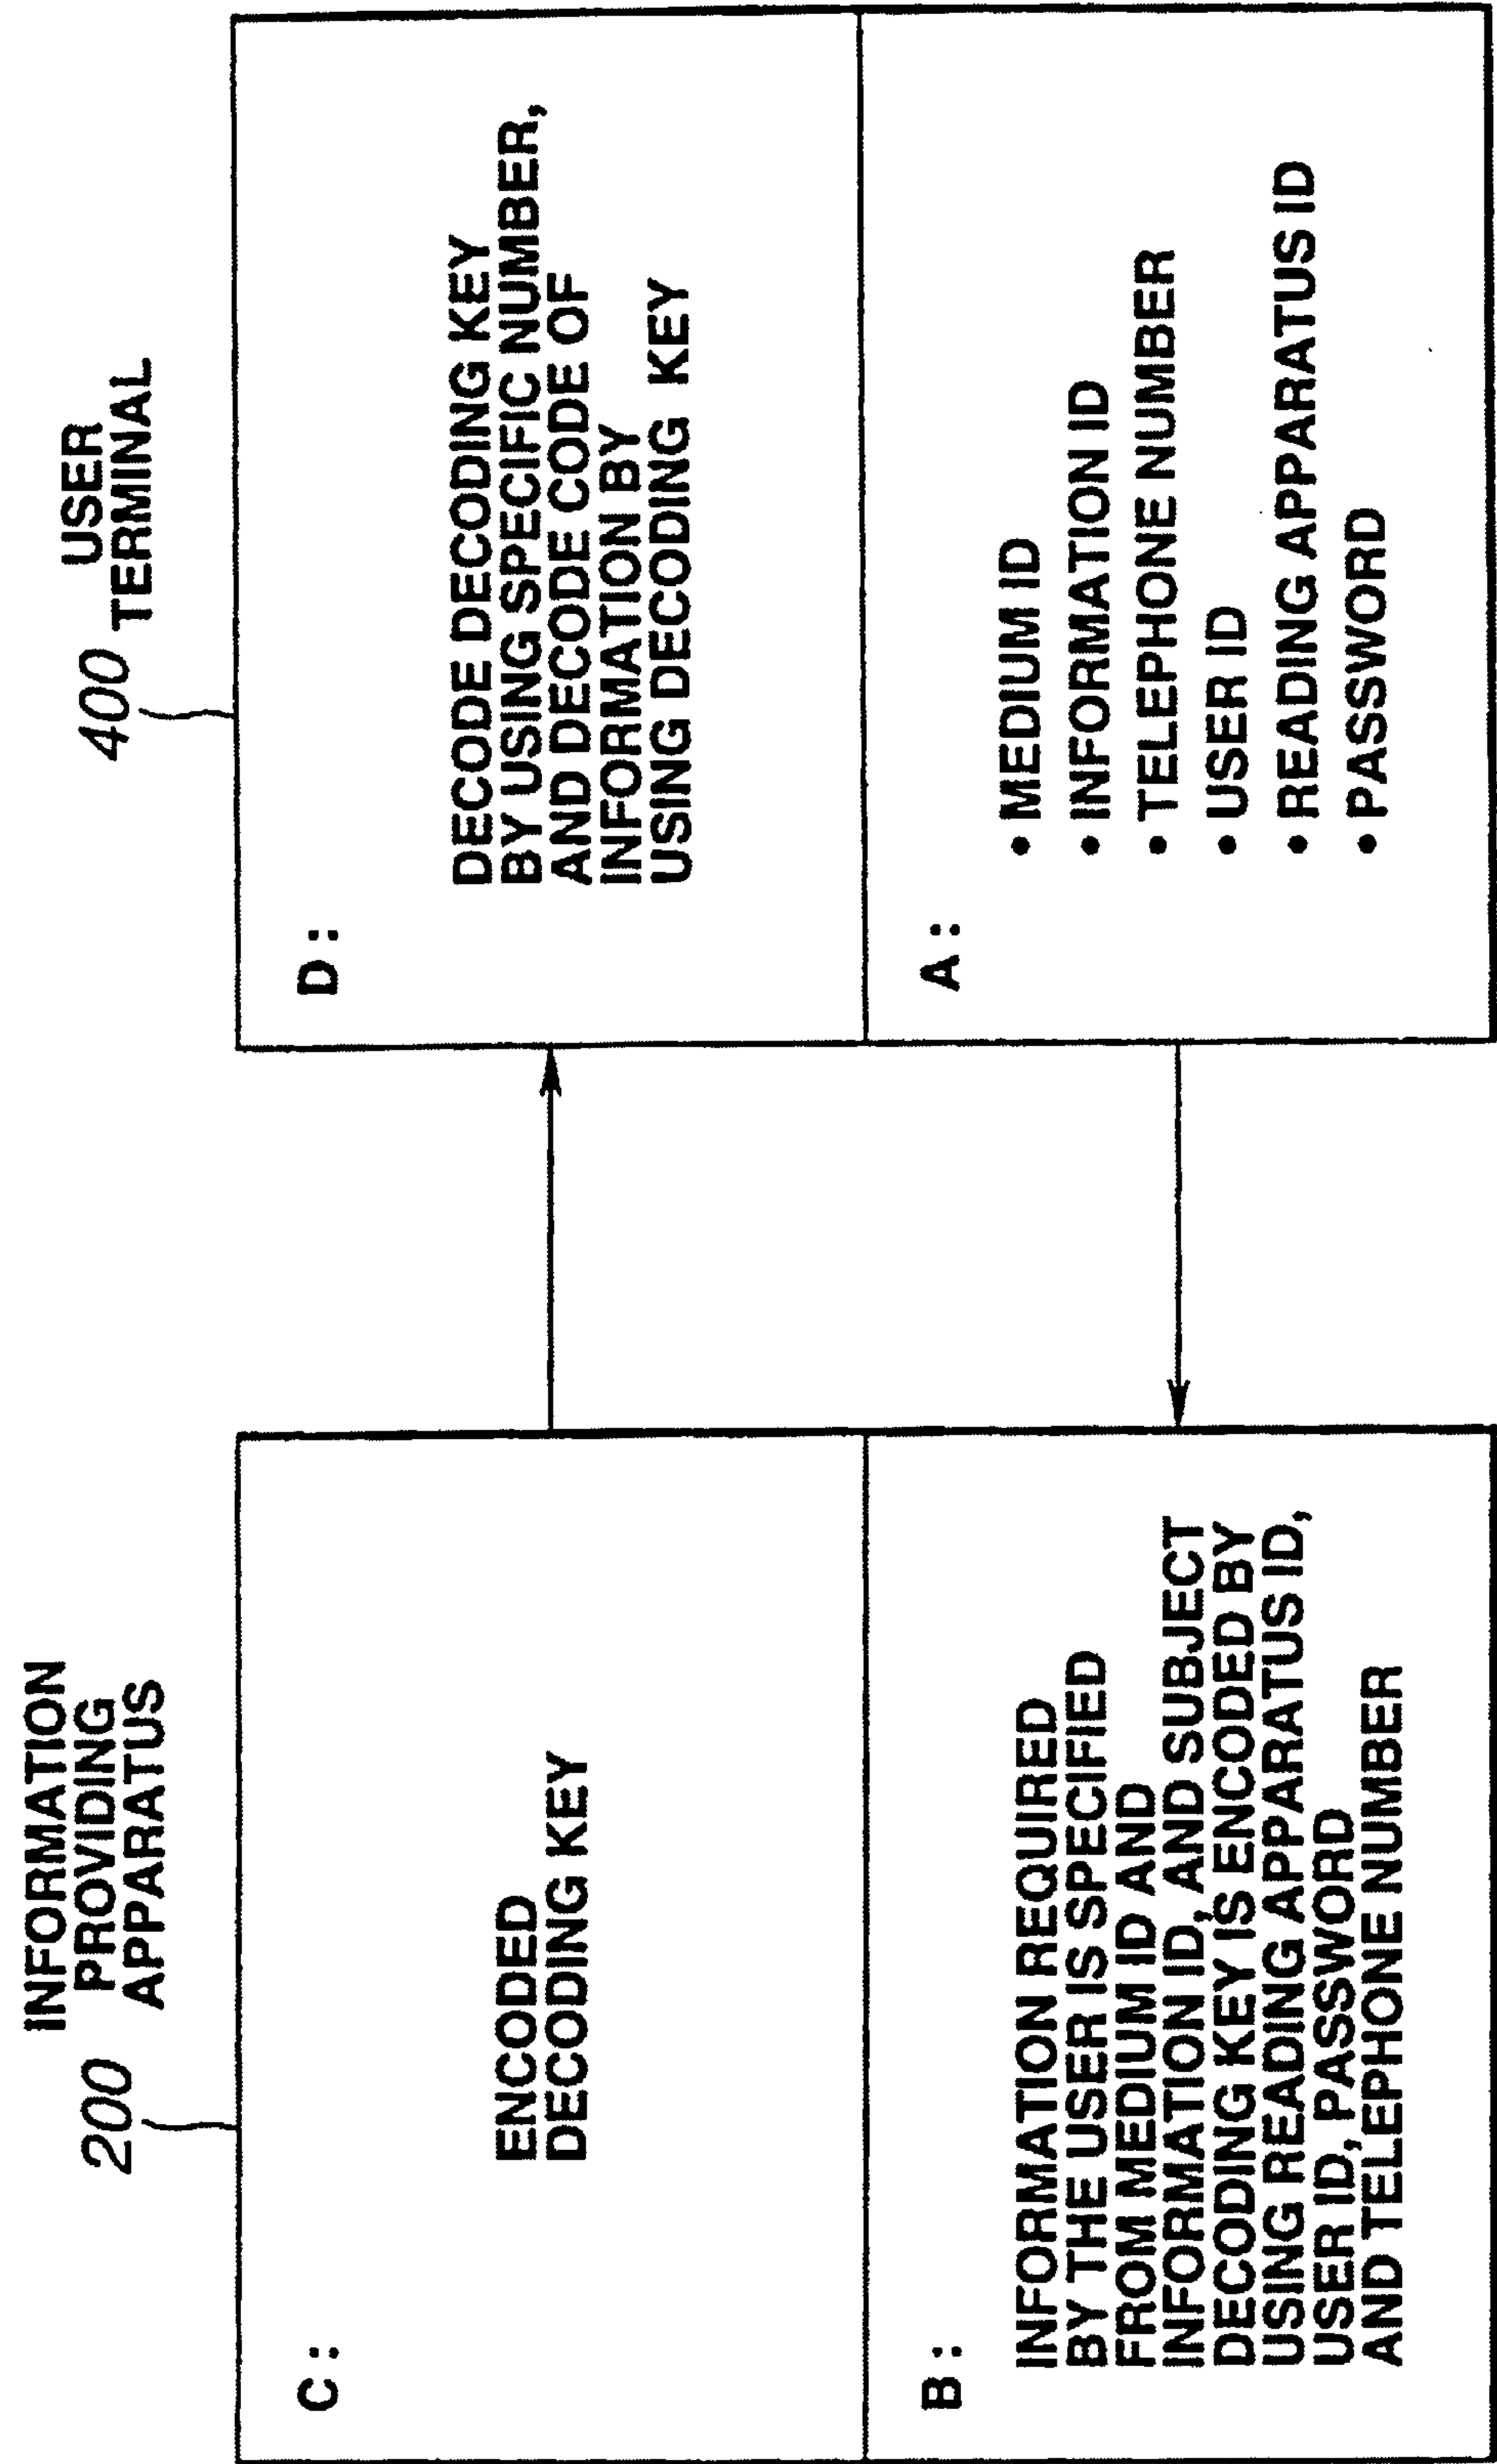 INFORMATION
PROVIDING
APPARATUS
200
C :
ENCODED
DECODING KEY
B :
INFORMATION REQUIRED
BY THE USER IS SPECIFIED
FROM MEDIUM ID AND
INFORMATION ID, AND SUBJECT
DECODING KEY IS ENCODED BY
USING READING APPARATUS ID,
USER ID, PASSWORD
AND TELEPHONE NUMBER
USER
TERMINAL
400
D :
DECODE DECODING KEY
BY USING SPECIFIC NUMBER,
AND DECODE CODE OF
INFORMATION BY
USING DECODING KEY
A :
• MEDIUM ID
• INFORMATION ID
• TELEPHONE NUMBER
• USER ID
• READING APPARATUS ID
• PASSWORD